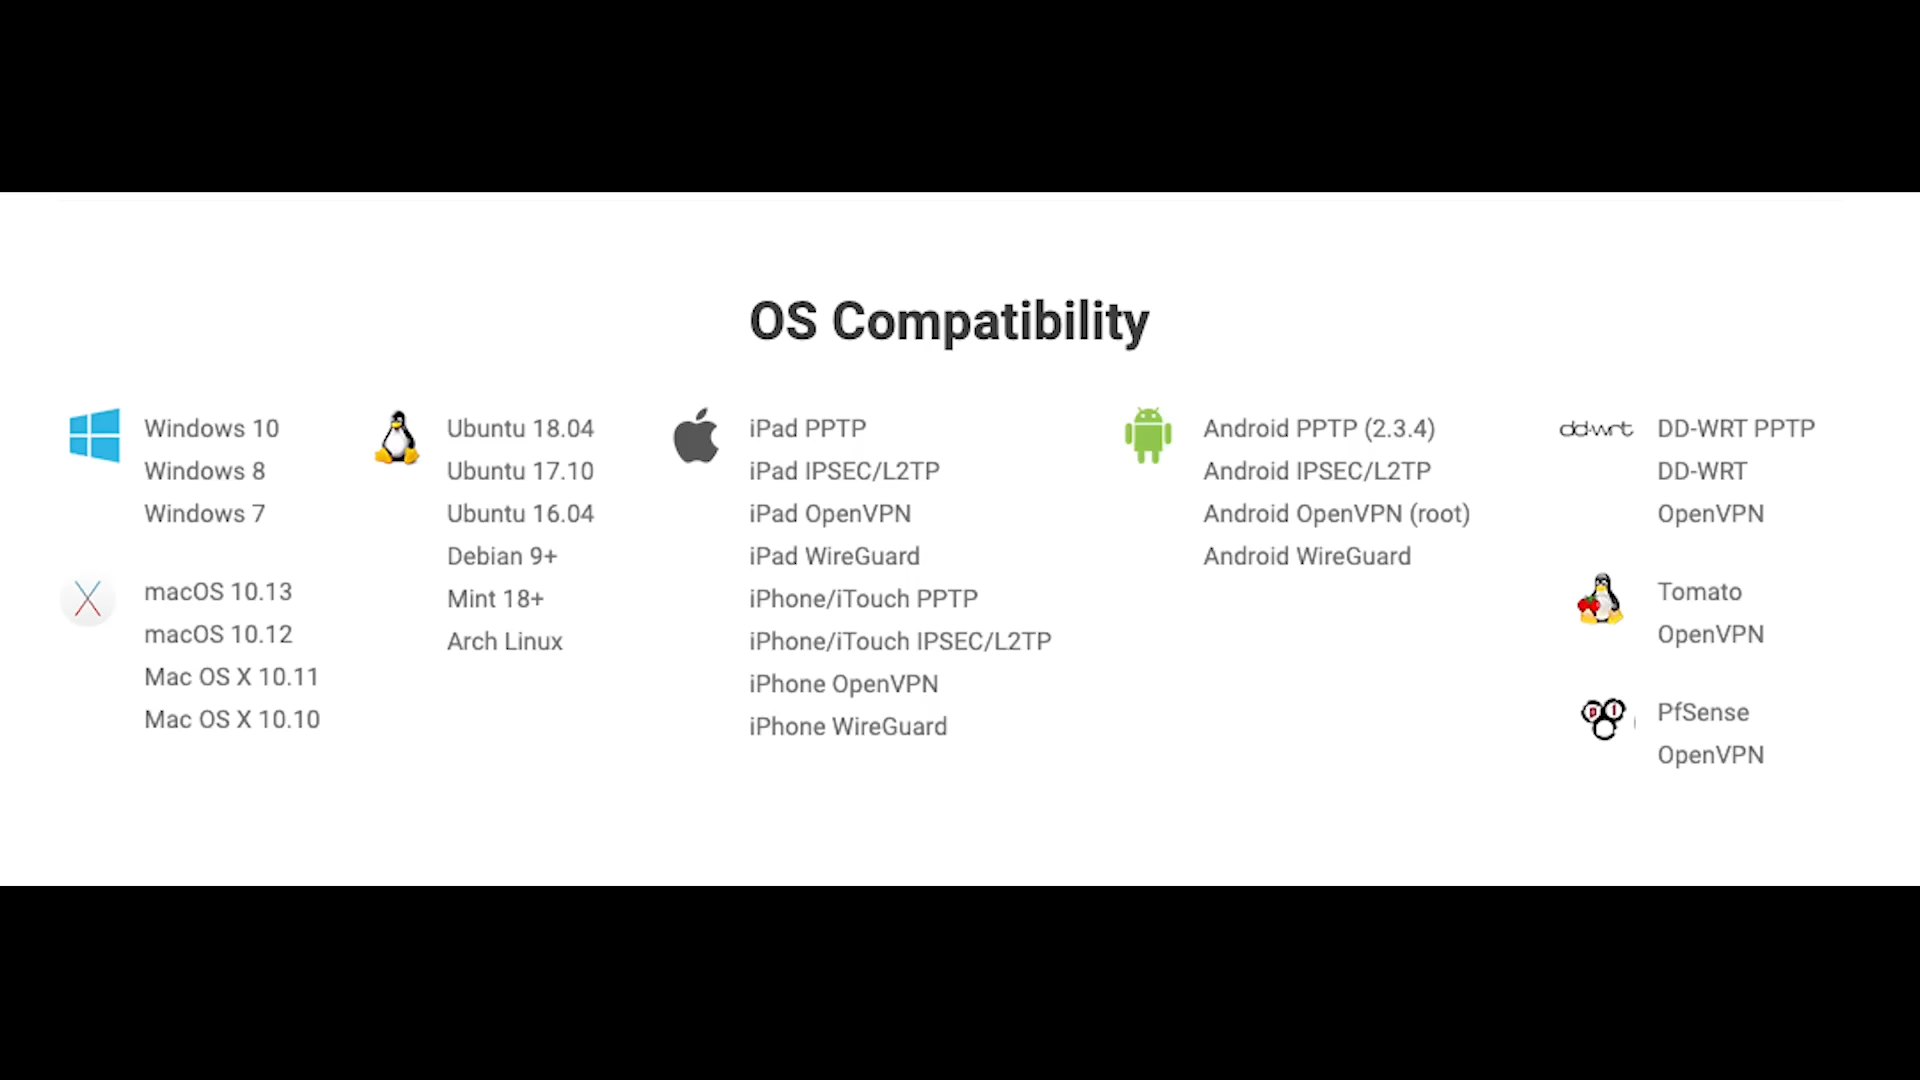 OS Compatibility
Windows 10
Windows 8
Windows 7
macOS 10.13
macOS 10.12
Mac OS X 10.11
Mac OS X 10.10
Ubuntu 18.04
Ubuntu 17.10
Ubuntu 16.04
Debian 9+
Mint 18+
Arch Linux
iPad PPTP
iPad IPSEC/L2TP
iPad OpenVPN
iPad WireGuard
iPhone/iTouch PPTP
iPhone/iTouch IPSEC/L2TP
iPhone OpenVPN
iPhone WireGuard
Android PPTP (2.3.4)
Android IPSEC/L2TP
Android OpenVPN (root)
Android WireGuard
dd-wrt
DD-WRT PPTP
DD-WRT
OpenVPN
Tomato
OpenVPN
PfSense
OpenVPN